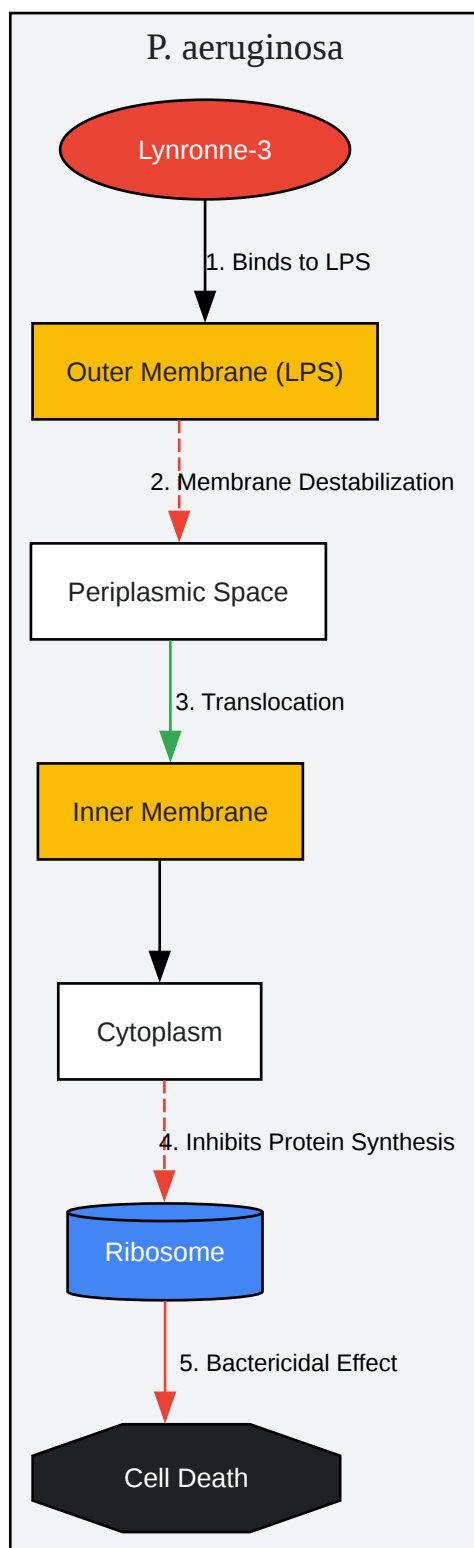 P. aeruginosa
Lynronne-3
1. Binds to LPS
Outer Membrane (LPS)
2. Membrane Destabilization
Periplasmic Space
3. Translocation
Inner Membrane
Cytoplasm
4. Inhibits Protein Synthesis
Ribosome
5. Bactericidal Effect
Cell Death